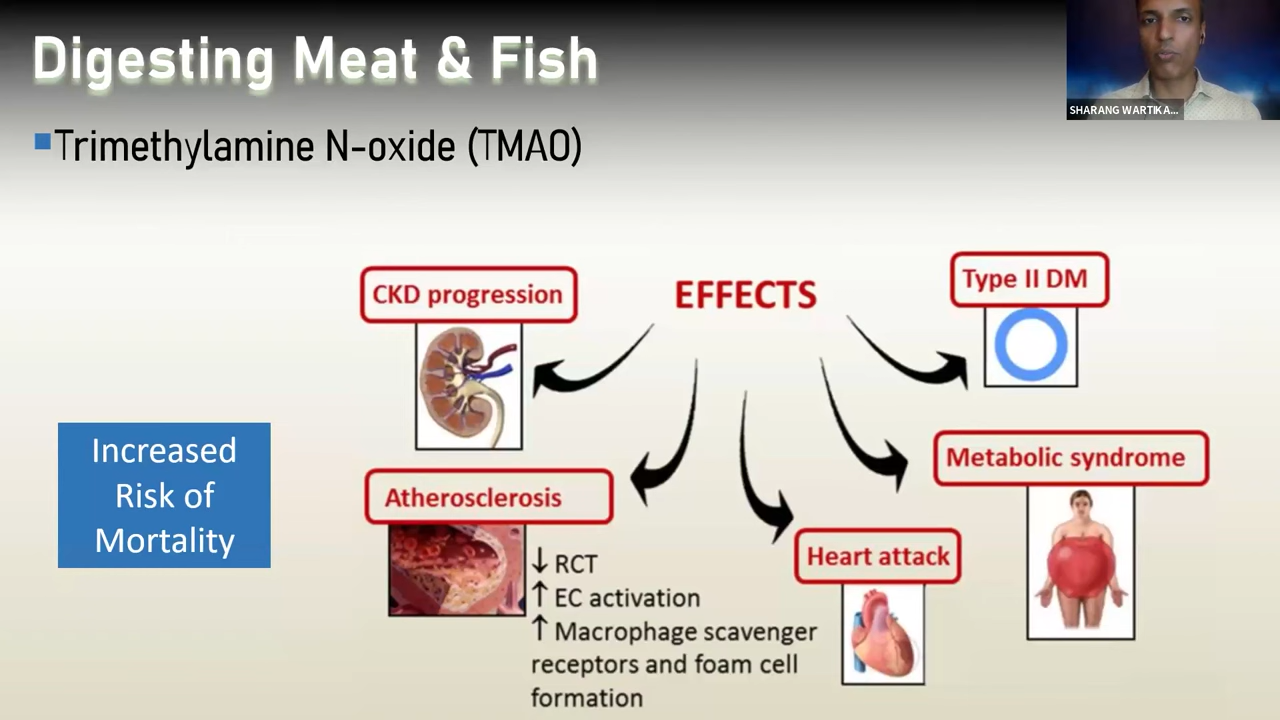 Digesting Meat & Fish
SHARANG WARTIKA...
Trimethylamine N-oxide (TMAO)
EFFECTS
CKD progression
Type II DM
Increased
Risk of
Mortality
Atherosclerosis
Metabolic syndrome
Heart attack
↓ RCT
↑ EC activation
↑ Macrophage scavenger
receptors and foam cell
formation